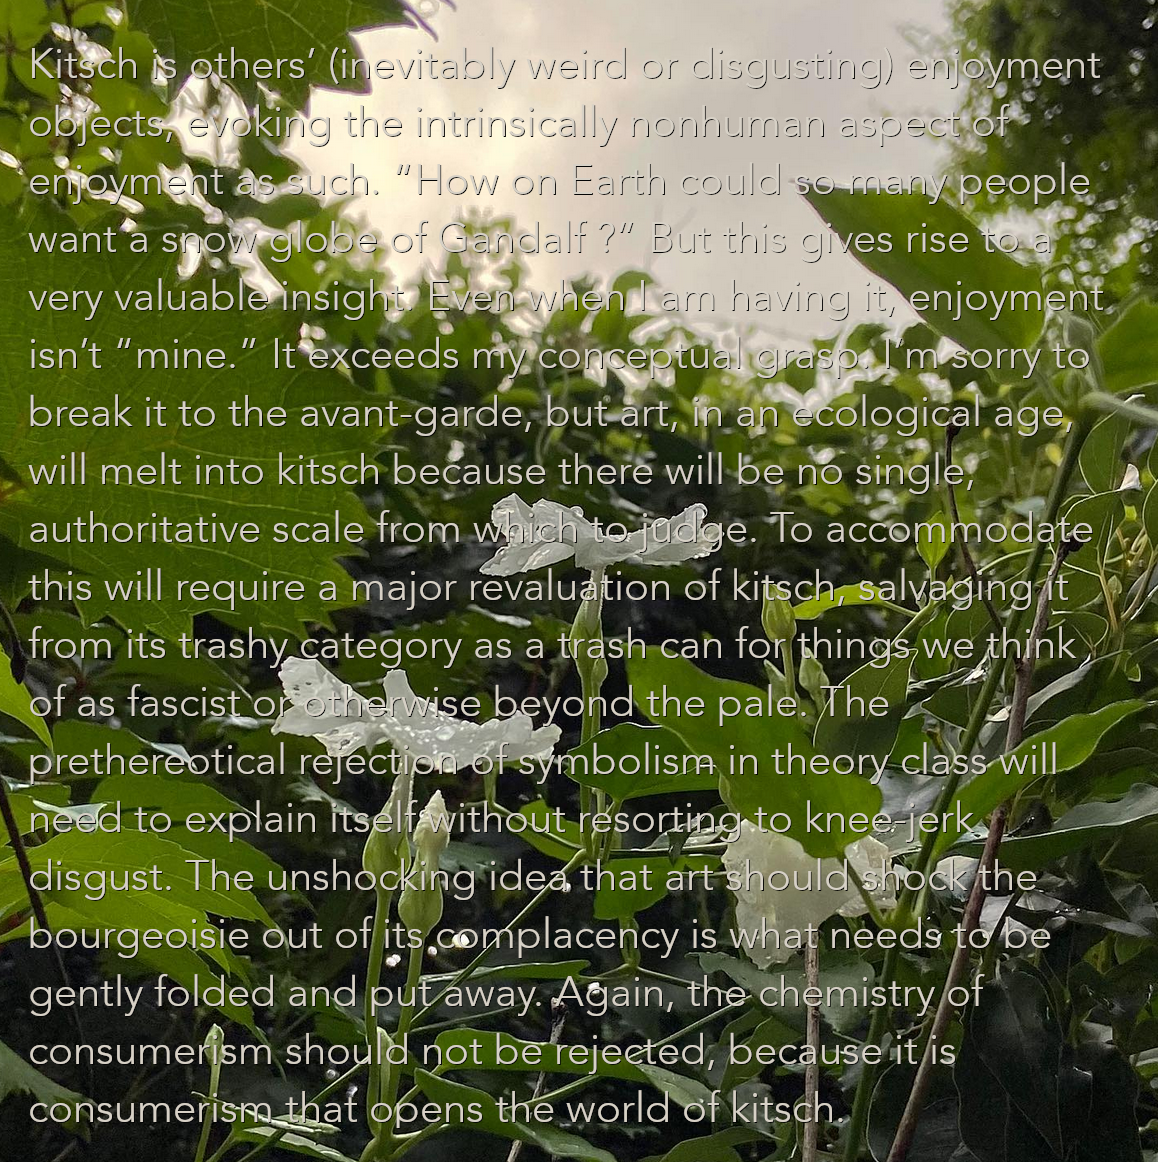 Kitsch is others’ (inevitably weird or disgusting) enjoyment
objects, evoking the intrinsically nonhuman aspect of
enjoyment as such. “How on Earth could so many people
want a snow globe of Gandalf ?” But this gives rise to a
very valuable insight. Even when I am having it, enjoyment
isn’t “mine.” It exceeds my conceptual grasp. I’m sorry to
break it to the avant-garde, but art, in an ecological age,
will melt into kitsch because there will be no single,
authoritative scale from which to judge. To accommodate
this will require a major revaluation of kitsch, salvaging it
from its trashy category as a trash can for things we think
of as fascist or otherwise beyond the pale. The
prethereotical rejection of symbolism in theory class will
need to explain itself without resorting to knee-jerk
disgust. The unshocking idea that art should shock the
bourgeoisie out of its complacency is what needs to be
gently folded and put away. Again, the chemistry of
consumerism should not be rejected, because it is
consumerism that opens the world of kitsch.